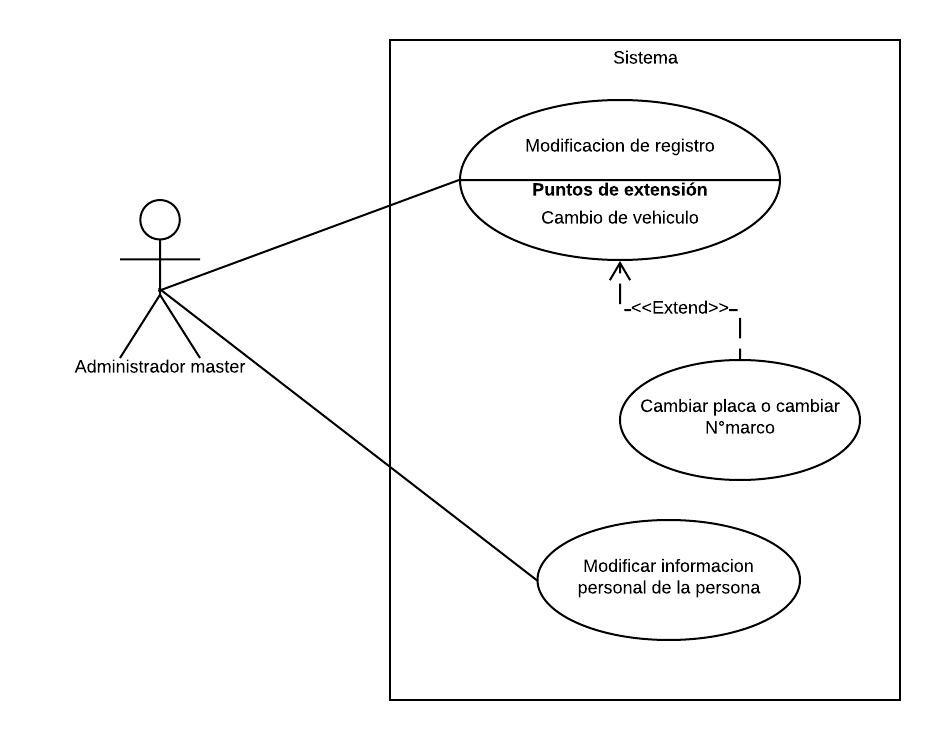 Sistema
Modificacion de registro
Puntos de extensión
Cambio de vehiculo
<<Extend>>
Administrador master
Cambiar placa o cambiar
N°marco
Modificar informacion
personal de la persona